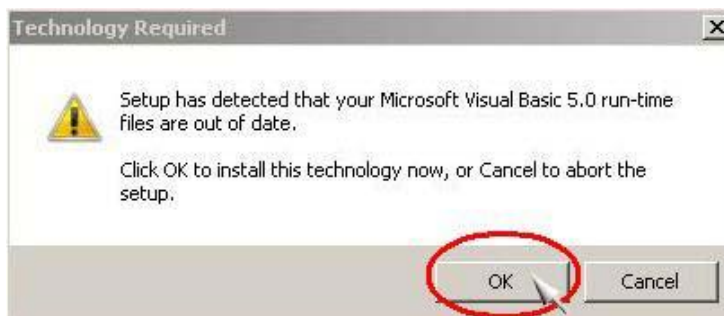 Technology Required
Setup has detected that your Microsoft Visual Basic 5.0 run-time
files are out of date.
Click OK to install this technology now, or Cancel to abort the
setup.
OK
Cancel